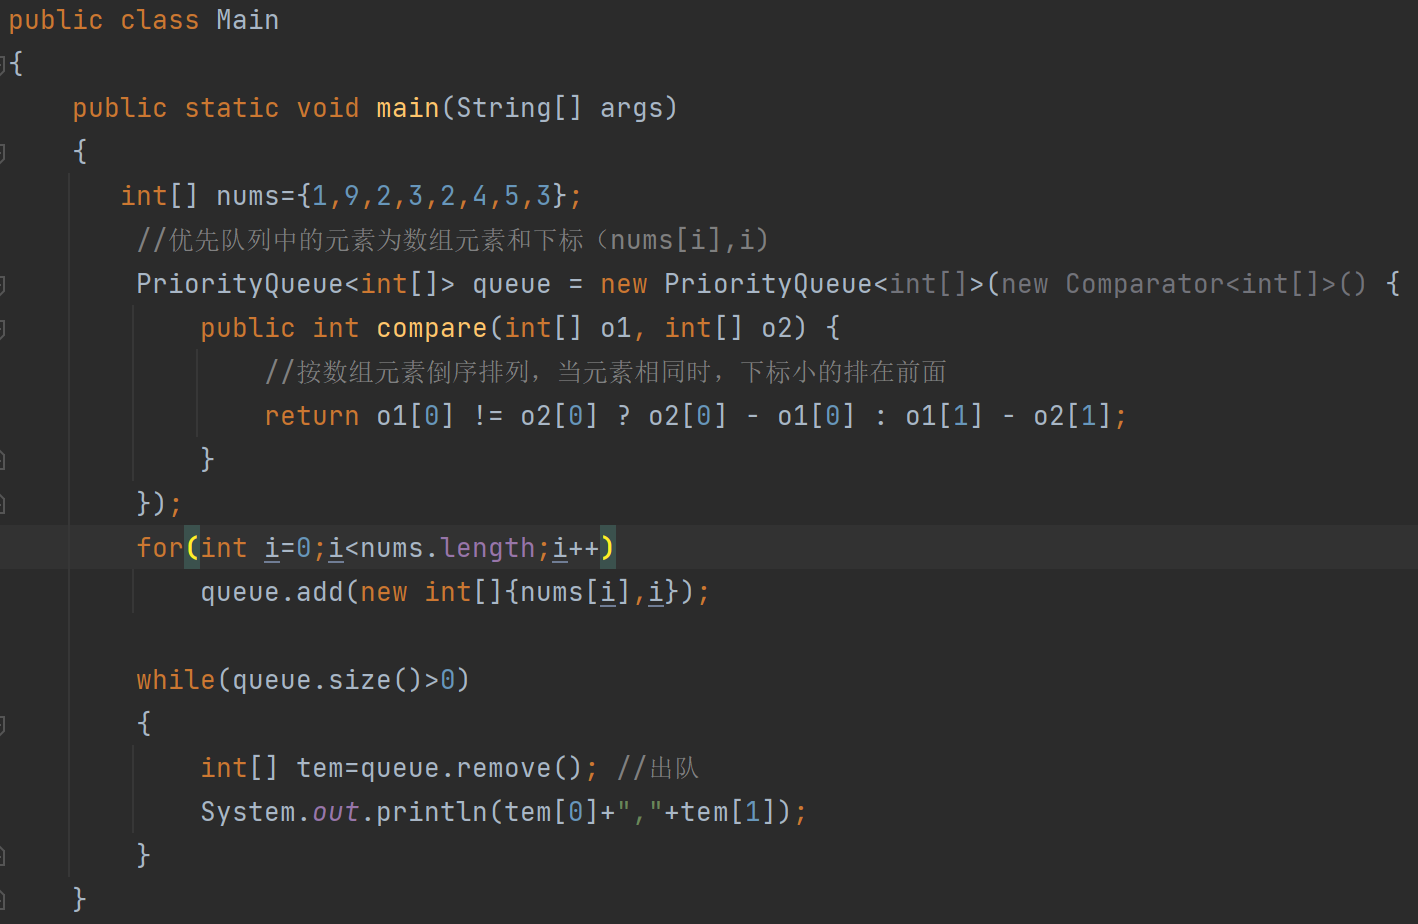 public class Main
{
public static void main(String[] args)
{
int[] nums={1,9,2,3,2,4,5,3};
//优先队列中的元素为数组元素和下标（nums[i],i)
PriorityQueue<int[]> queue = new PriorityQueue<int[]>(new Comparator<int[]>() {
public int compare(int[] o1, int[] o2) {
//按数组元素倒序排列，当元素相同时，下标小的排在前面
return o1[0] != o2[0] ? o2[0] - o1[0] : o1[1] - o2[1];
}
});
for(int i=0;i<nums.length;i++)
queue.add(new int[]{nums[i],i});
while(queue.size()>0)
{
int[] tem=queue.remove(); //出队
System.out.println(tem[0]+","+tem[1]);
}
}